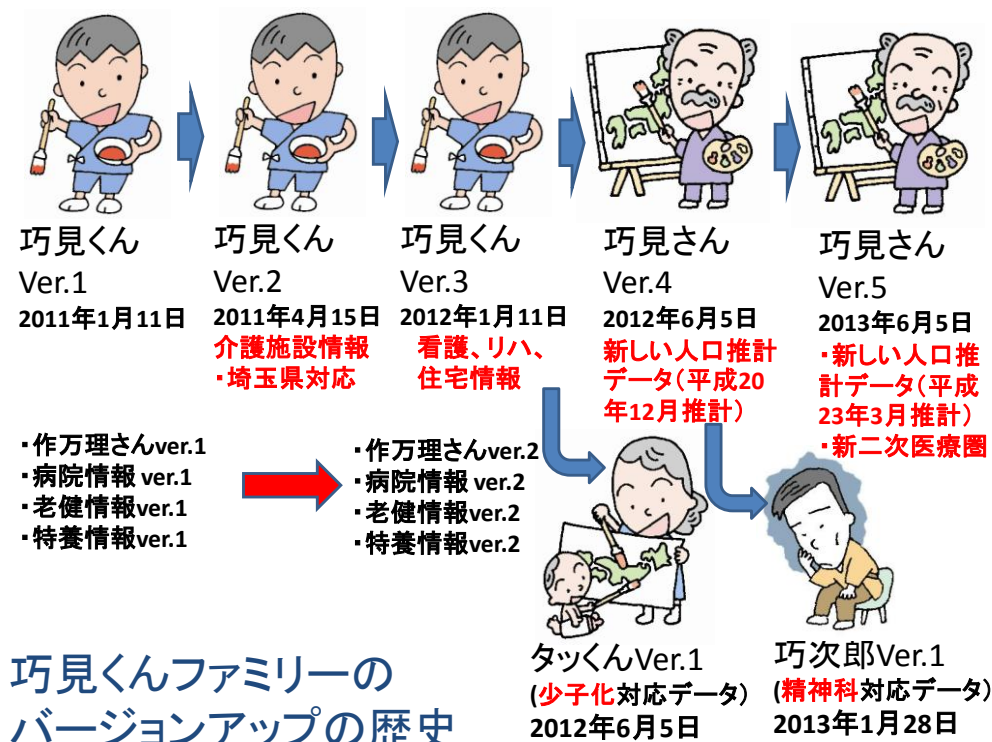 巧見くん
Ver.1
2011年1月11日
巧見くん
Ver.2
2011年4月15日
介護施設情報
・埼玉県対応
巧見くん
Ver.3
2012年1月11日
看護、リハ、
住宅情報
巧見さん
Ver.4
2012年6月5日
新しい人口推計
データ（平成20
年12月推計）
巧見さん
Ver.5
2013年6月5日
・新しい人口推
計データ（平成
23年3月推計）
・新二次医療圏
・作万理さんver.1
・病院情報 ver.1
・老健情報ver.1
・特養情報ver.1
・作万理さんver.2
・病院情報 ver.2
・老健情報ver.2
・特養情報ver.2
タッくんVer.1
(少子化対応データ）
2012年6月5日
巧次郎Ver.1
(精神科対応データ）
2013年1月28日
巧見くんファミリーの
バージョンアップの歴史